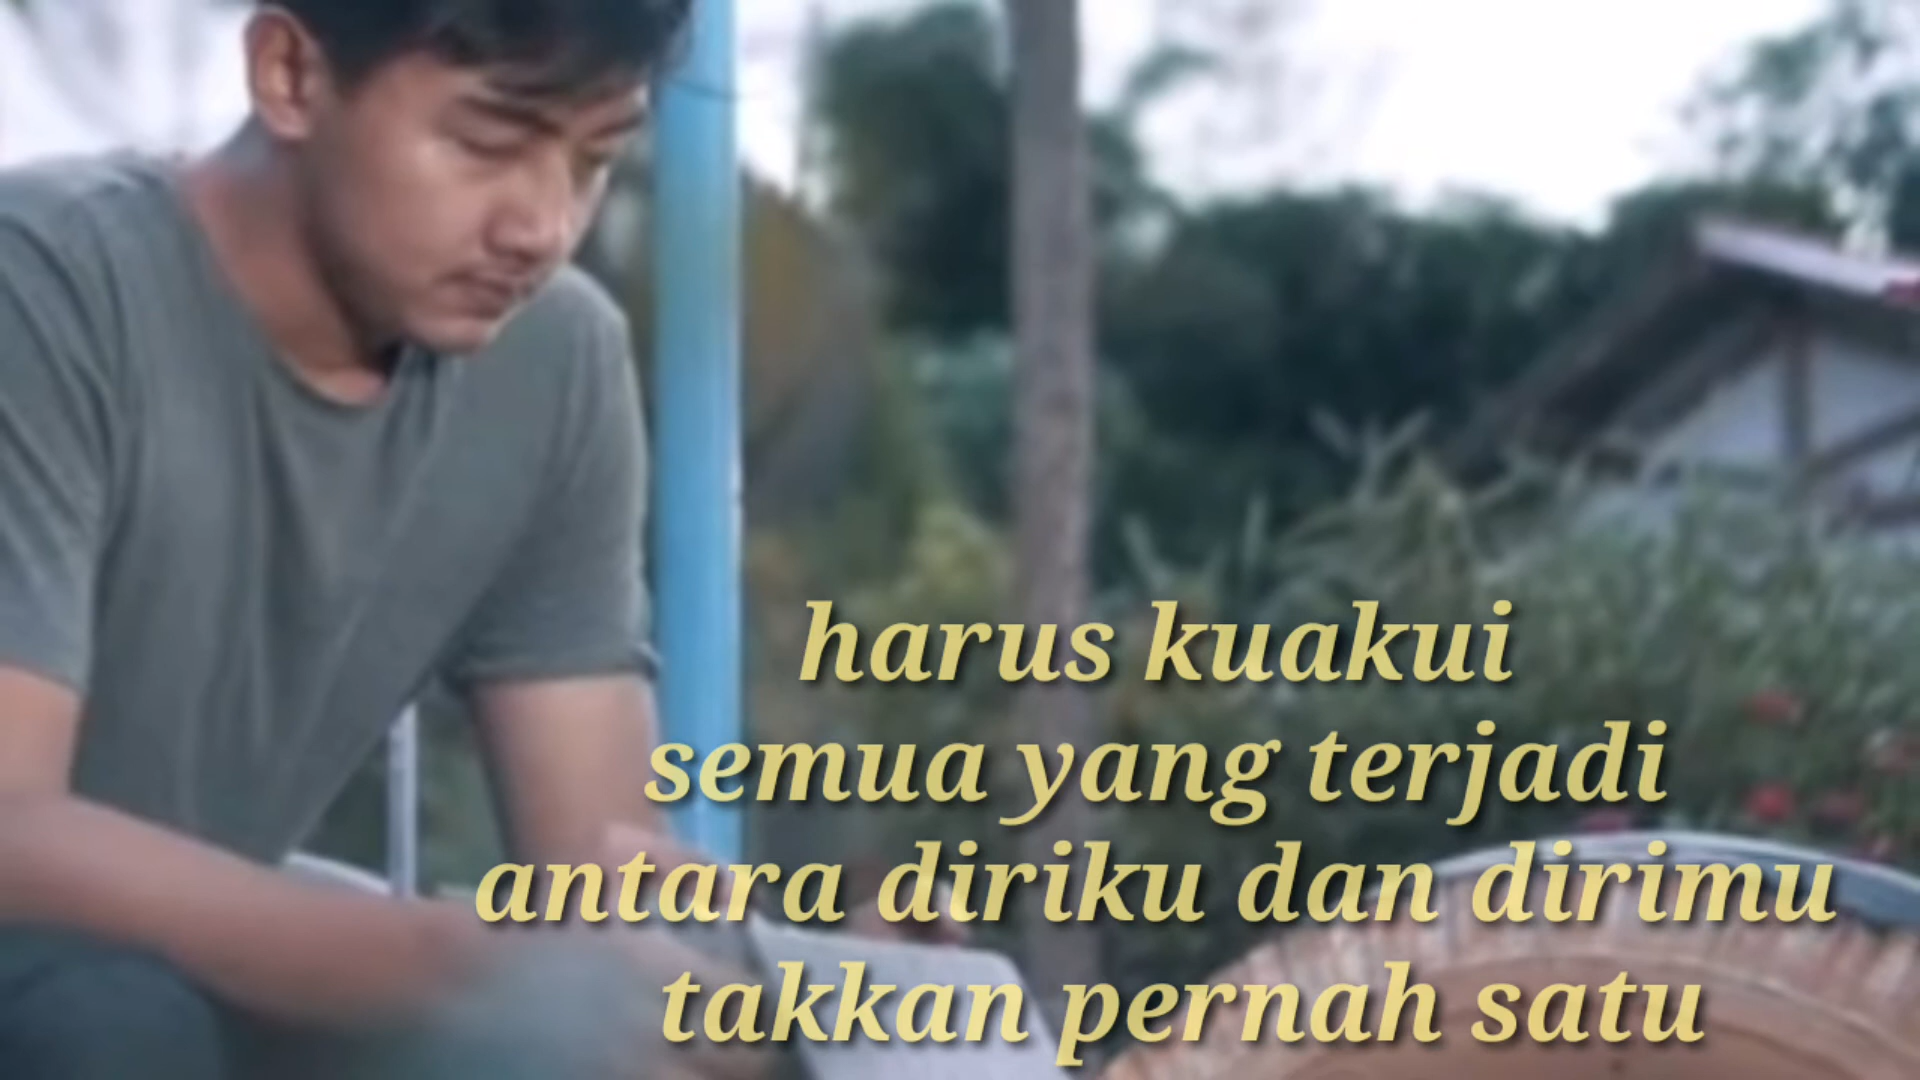 harus kuakui
semua yang terjadi
antara diriku dan dirimu
takkan pernah satu